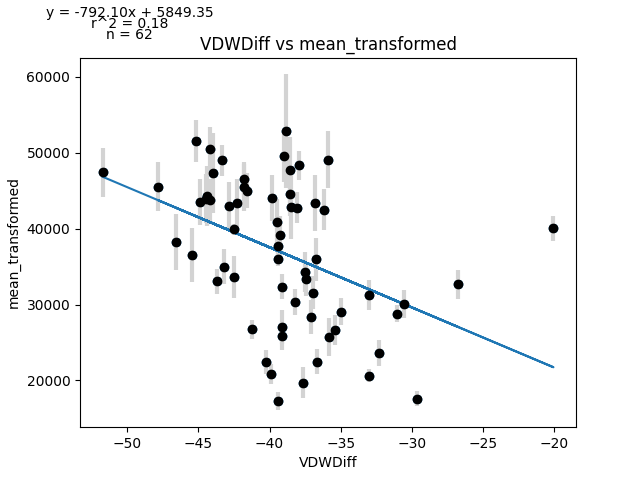 y = -792.10x + 5849.35
r^2 = 0.18
n = 62
VDWDiff vs mean_transformed
60000
50000
40000
30000
20000
mean_transformed
−50
−45
−40
−35
−30
−25
−20
VDWDiff